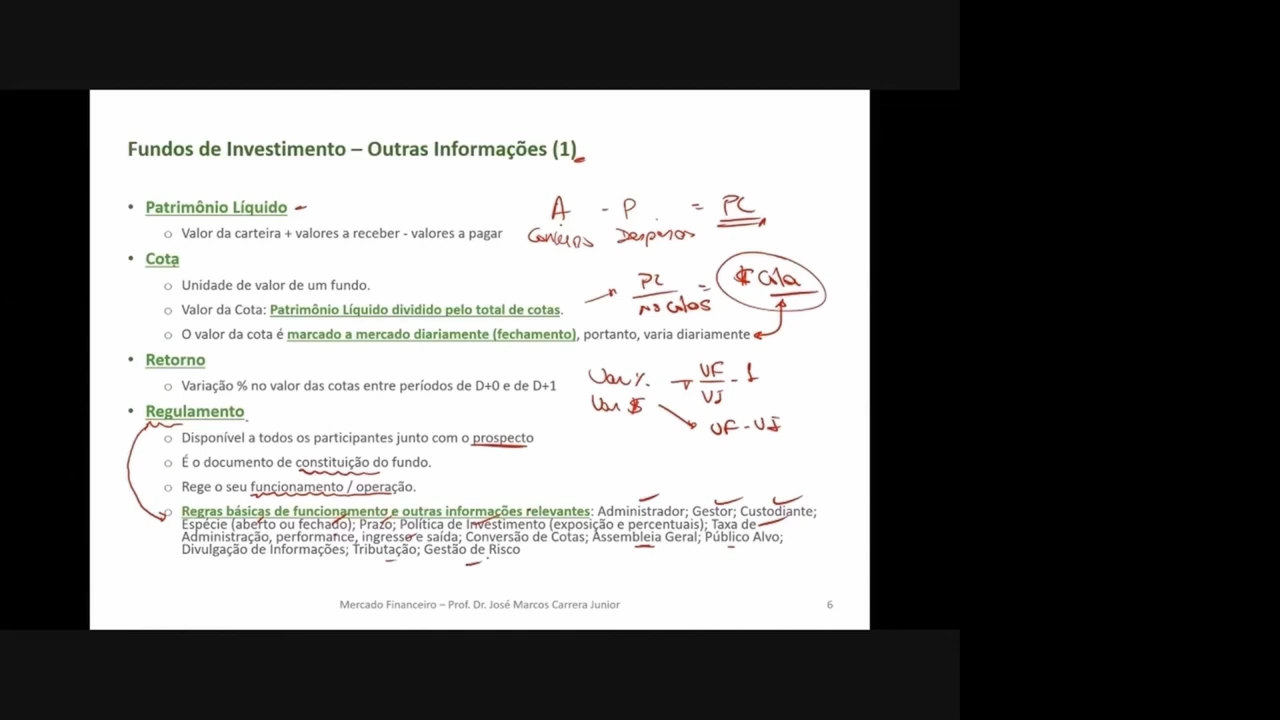 Fundos de Investimento – Outras Informações (1)
• Patrimônio Líquido
A - P = PL
○ Valor da carteira + valores a receber - valores a pagar
Carteira Despesas
• Cota
○ Unidade de valor de um fundo.
PL / nº cotas = $ Cota
○ Valor da Cota: Patrimônio Líquido dividido pelo total de cotas.
○ O valor da cota é marcado a mercado diariamente (fechamento), portanto, varia diariamente
• Retorno
○ Variação % no valor das cotas entre períodos de D+0 e de D+1
Var %. → VF / VI - 1
Var $ → VF - VI
• Regulamento
○ Disponível a todos os participantes junto com o prospecto
○ É o documento de constituição do fundo.
○ Rege o seu funcionamento / operação.
○ Regras básicas de funcionamento e outras informações relevantes: Administrador; Gestor; Custodiante;
Espécie (aberto ou fechado); Prazo; Política de Investimento (exposição e percentuais); Taxa de
Administração, performance, ingresso e saída; Conversão de Cotas; Assembleia Geral; Público Alvo;
Divulgação de Informações; Tributação; Gestão de Risco
Mercado Financeiro – Prof. Dr. José Marcos Carrera Junior
6